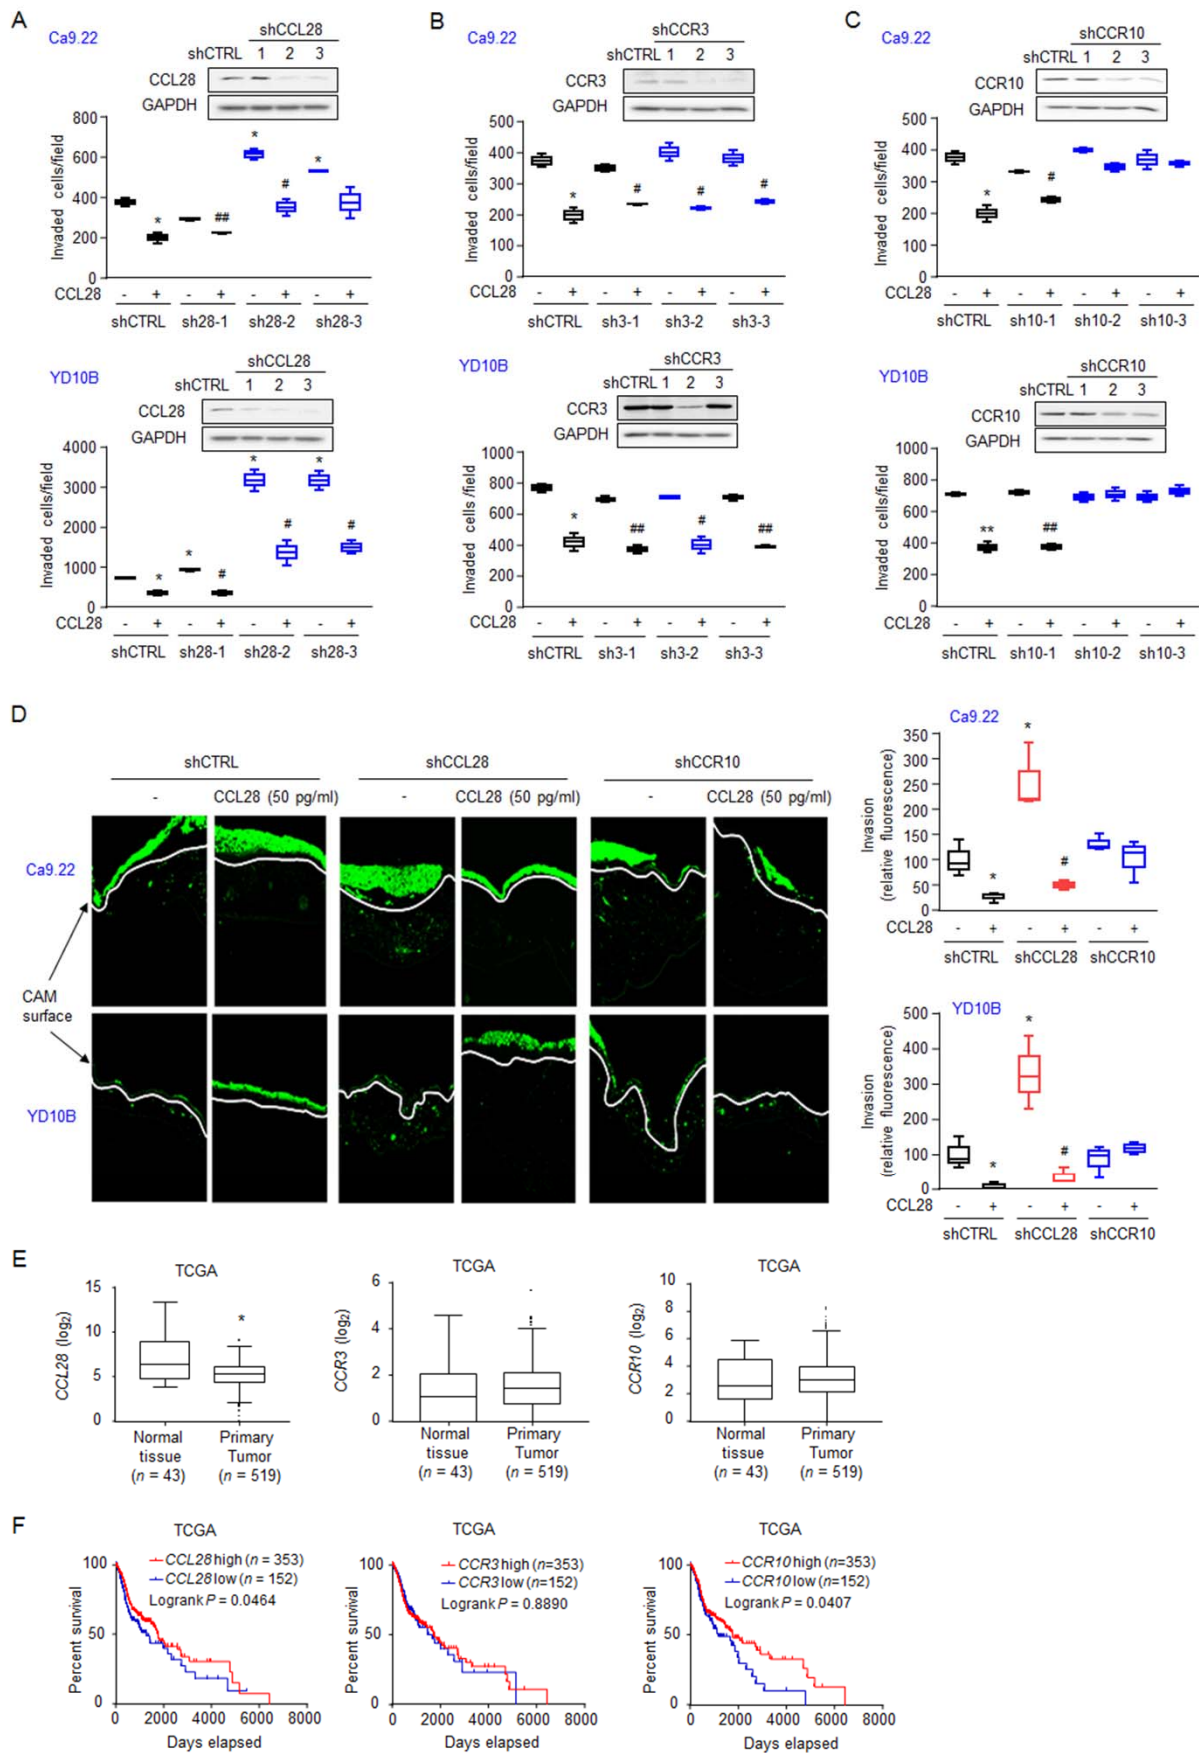 A
Ca9.22
shCCL28
shCTRL 1 2 3
CCL28
GAPDH
Invaded cells/field
800
600
400
200
0
* * * ## # *
CCL28 - + - + - + - +
shCTRL sh28-1 sh28-2 sh28-3
YD10B
shCCL28
shCTRL 1 2 3
CCL28
GAPDH
Invaded cells/field
4000
3000
2000
1000
0
* * # * # * #
CCL28 - + - + - + - +
shCTRL sh28-1 sh28-2 sh28-3
B
Ca9.22
shCCR3
shCTRL 1 2 3
CCR3
GAPDH
Invaded cells/field
500
400
300
200
100
0
* # # #
CCL28 - + - + - + - +
shCTRL sh3-1 sh3-2 sh3-3
YD10B
shCCR3
shCTRL 1 2 3
CCR3
GAPDH
Invaded cells /field
1000
800
600
400
200
0
* ## # ##
CCL28 - + - + - + - +
shCTRL sh3-1 sh3-2 sh3-3
C
Ca9.22
shCCR10
shCTRL 1 2 3
CCR10
GAPDH
Invaded cells/field
500
400
300
200
100
0
* #
CCL28 - + - + - + - +
shCTRL sh10-1 sh10-2 sh10-3
YD10B
shCCR10
shCTRL 1 2 3
CCR10
GAPDH
Invaded cells/field
1000
800
600
400
200
0
** ##
CCL28 - + - + - + - +
shCTRL sh10-1 sh10-2 sh10-3
D
shCTRL shCCL28 shCCR10
- CCL28 (50 pg/ml) - CCL28 (50 pg/ml) - CCL28 (50 pg/ml)
Ca9.22
CAM
surface
YD10B
Ca9.22
Invasion
(relative fluorescence)
350
300
250
200
150
100
50
0
* * #
CCL28 - + - + - +
shCTRL shCCL28 shCCR10
YD10B
Invasion
(relative fluorescence)
500
400
300
200
100
0
* * #
CCL28 - + - + - +
shCTRL shCCL28 shCCR10
E
TCGA
CCL28 (log2)
15
10
5
0
*
Normal
tissue
(n = 43)
Primary
Tumor
(n = 519)
TCGA
CCR3 (log2)
6
4
2
0
Normal
tissue
(n = 43)
Primary
Tumor
(n = 519)
TCGA
CCR10 (log2)
10
8
6
4
2
0
Normal
tissue
(n = 43)
Primary
Tumor
(n = 519)
F
TCGA
CCL28 high (n = 353)
CCL28 low (n = 152)
Logrank P = 0.0464
Percent survival
100
50
0
0 2000 4000 6000 8000
Days elapsed
TCGA
CCR3 high (n=353)
CCR3 low (n=152)
Logrank P = 0.8890
Percent survival
100
50
0
0 2000 4000 6000 8000
Days elapsed
TCGA
CCR10 high (n=353)
CCR10 low (n=152)
Logrank P = 0.0407
Percent survival
100
50
0
0 2000 4000 6000 8000
Days elapsed